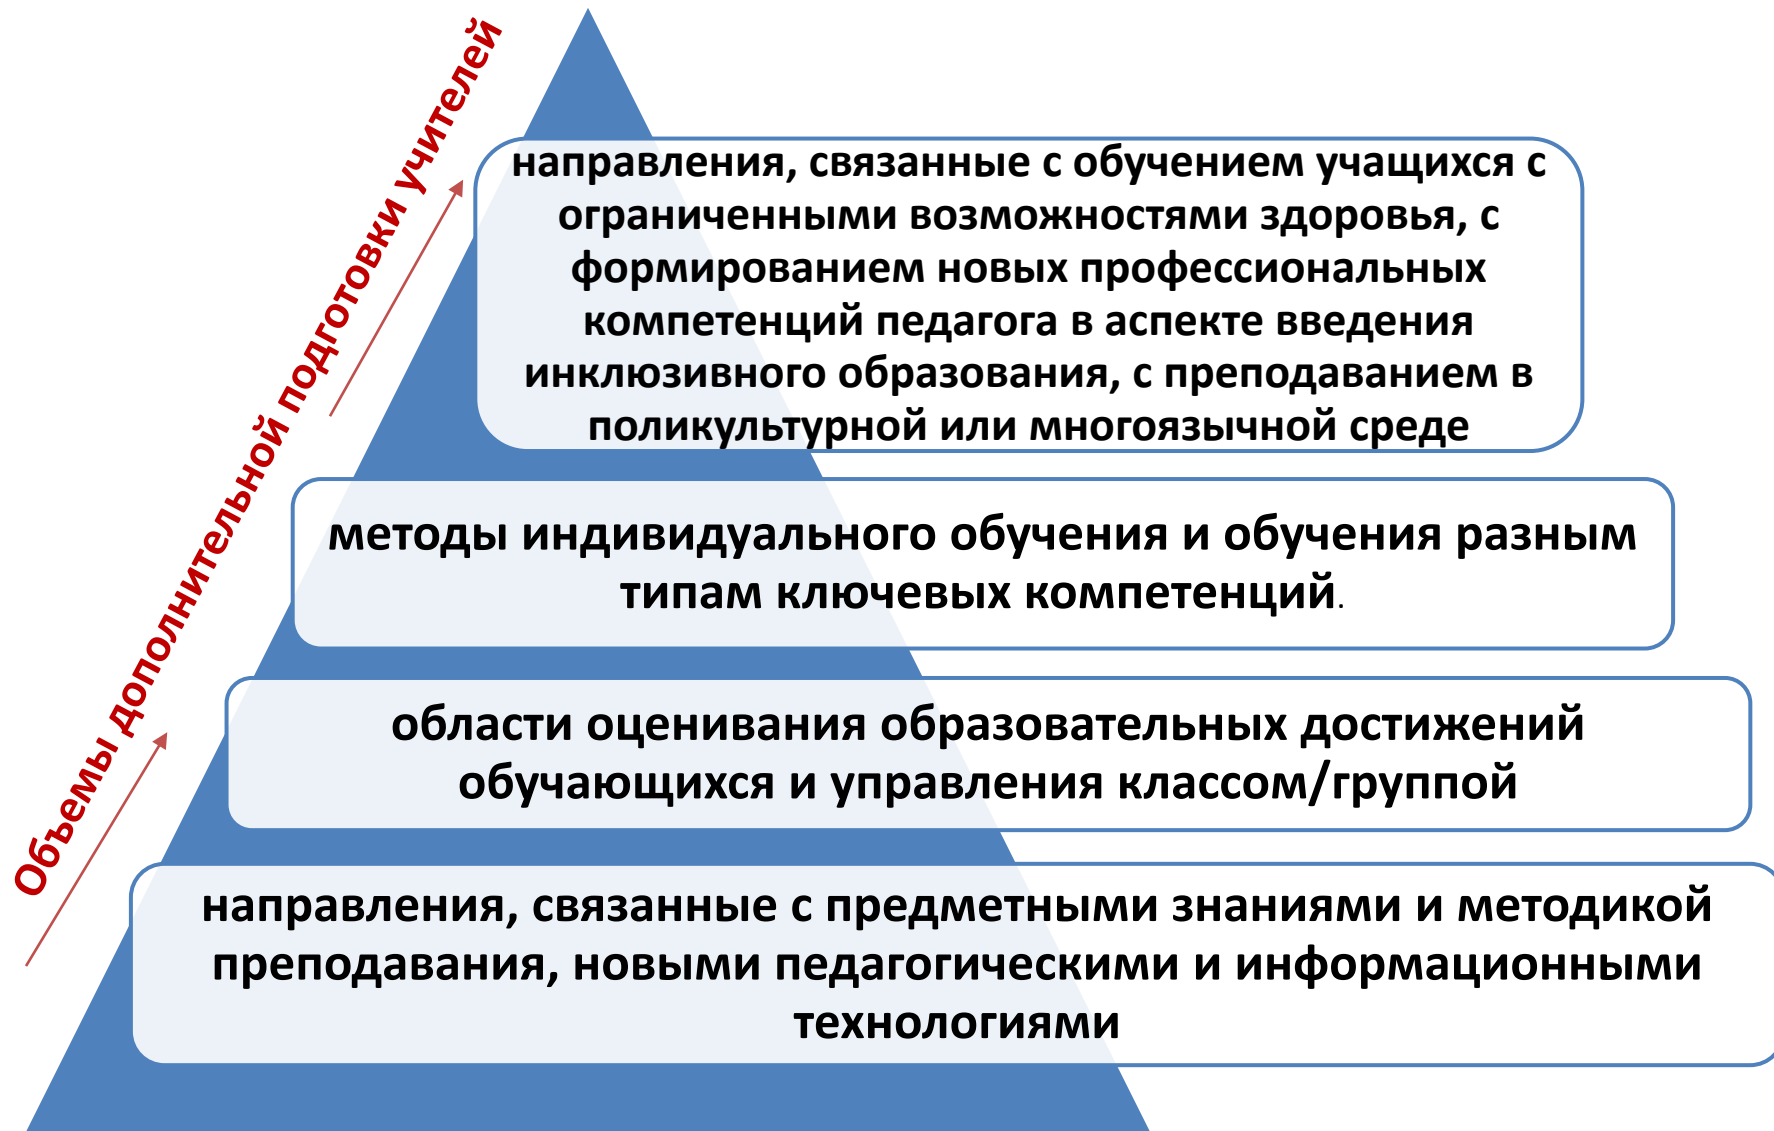 Объемы дополнительной подготовки учителей
направления, связанные с обучением учащихся с
ограниченными возможностями здоровья, с
формированием новых профессиональных
компетенций педагога в аспекте введения
инклюзивного образования, с преподаванием в
поликультурной или многоязычной среде
методы индивидуального обучения и обучения разным
типам ключевых компетенций.
области оценивания образовательных достижений
обучающихся и управления классом/группой
направления, связанные с предметными знаниями и методикой
преподавания, новыми педагогическими и информационными
технологиями